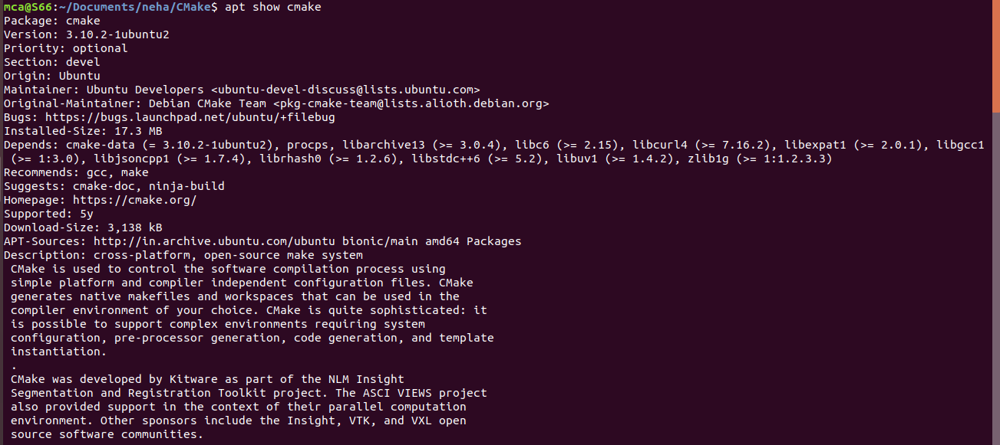 mca@S66:~/Documents/neha/CMake$ apt show cmake
Package: cmake
Version: 3.10.2-1ubuntu2
Priority: optional
Section: devel
Origin: Ubuntu
Maintainer: Ubuntu Developers <ubuntu-devel-discuss@lists.ubuntu.com>
Original-Maintainer: Debian CMake Team <pkg-cmake-team@lists.alioth.debian.org>
Bugs: https://bugs.launchpad.net/ubuntu/+filebug
Installed-Size: 17.3 MB
Depends: cmake-data (= 3.10.2-1ubuntu2), procps, libarchive13 (>= 3.0.4), libc6 (>= 2.15), libcurl4 (>= 7.16.2), libexpat1 (>= 2.0.1), libgcc1
 (>= 1:3.0), libjsoncpp1 (>= 1.7.4), librhash0 (>= 1.2.6), libstdc++6 (>= 5.2), libuv1 (>= 1.4.2), zlib1g (>= 1:1.2.3.3)
Recommends: gcc, make
Suggests: cmake-doc, ninja-build
Homepage: https://cmake.org/
Supported: 5y
Download-Size: 3,138 kB
APT-Sources: http://in.archive.ubuntu.com/ubuntu bionic/main amd64 Packages
Description: cross-platform, open-source make system
 CMake is used to control the software compilation process using
 simple platform and compiler independent configuration files. CMake
 generates native makefiles and workspaces that can be used in the
 compiler environment of your choice. CMake is quite sophisticated: it
 is possible to support complex environments requiring system
 configuration, pre-processor generation, code generation, and template
 instantiation.
 .
 CMake was developed by Kitware as part of the NLM Insight
 Segmentation and Registration Toolkit project. The ASCI VIEWS project
 also provided support in the context of their parallel computation
 environment. Other sponsors include the Insight, VTK, and VXL open
 source software communities.